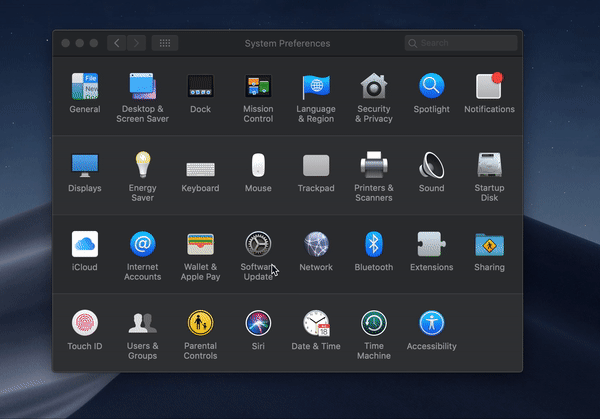 System Preferences
Search
File
New
General
Desktop &
Screen Saver
Dock
Mission
Control
Language
& Region
Security
& Privacy
Spotlight
Notifications
Displays
Energy
Saver
Keyboard
Mouse
Trackpad
Printers &
Scanners
Sound
Startup
Disk
iCloud
@
Internet
Accounts
Wallet &
Apple Pay
Software
Update
Network
Bluetooth
Extensions
Sharing
Touch ID
Users &
Groups
Parental
Controls
Siri
18
Date & Time
Time
Machine
Accessibility